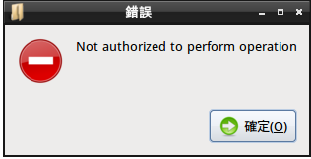 錯誤
Not authorized to perform operation
確定(O)